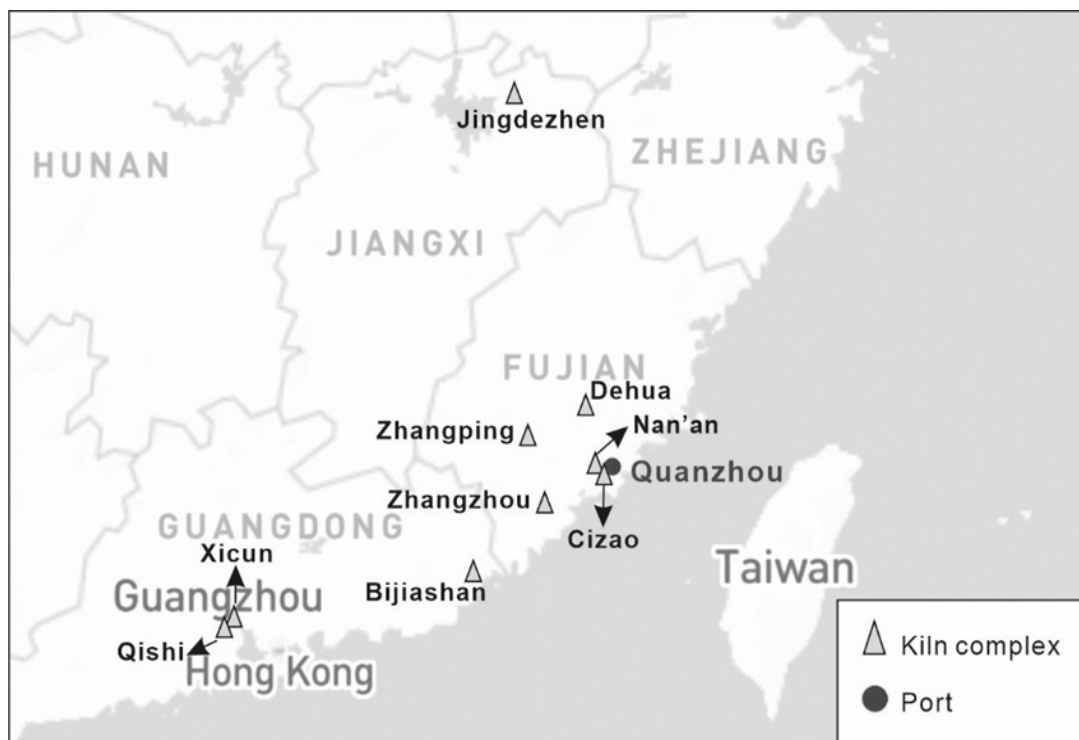 Jingdezhen
HUNAN
ZHEJIANG
JIANGXI
FUJIAN
Dehua
Nan'an
Zhangping
Quanzhou
Zhangzhou
GUANGDONG
Cizao
Xicun
Taiwan
Bijiashan
Guangzhou
Qishi
Hong Kong
Kiln complex
Port